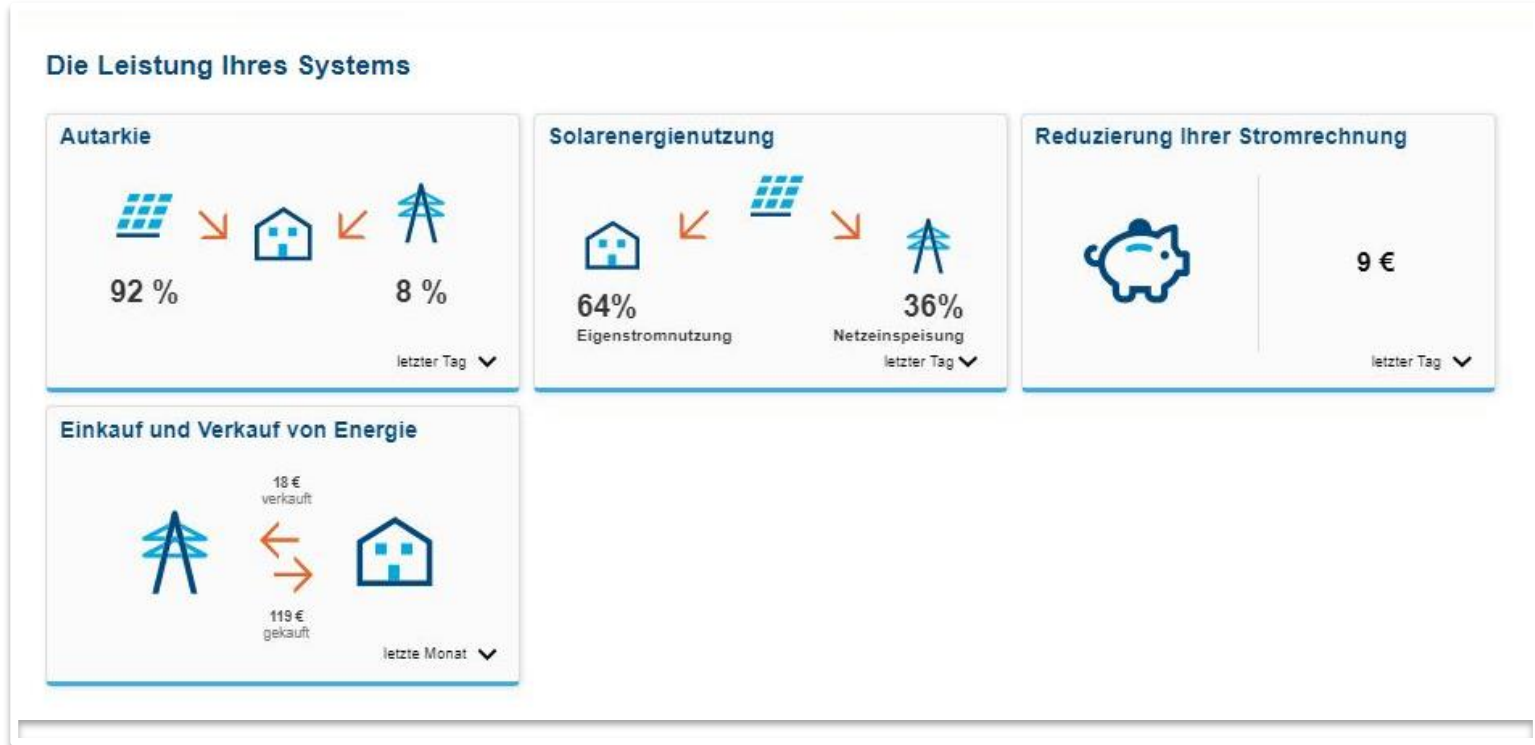 Die Leistung Ihres Systems
Autarkie
92 %
8 %
letzter Tag
Solarenergienutzung
64%
Eigenstromnutzung
36%
Netzeinspeisung
letzter Tag
Reduzierung Ihrer Stromrechnung
9 €
letzter Tag
Einkauf und Verkauf von Energie
18 €
verkauft
119 €
gekauft
letzte Monat